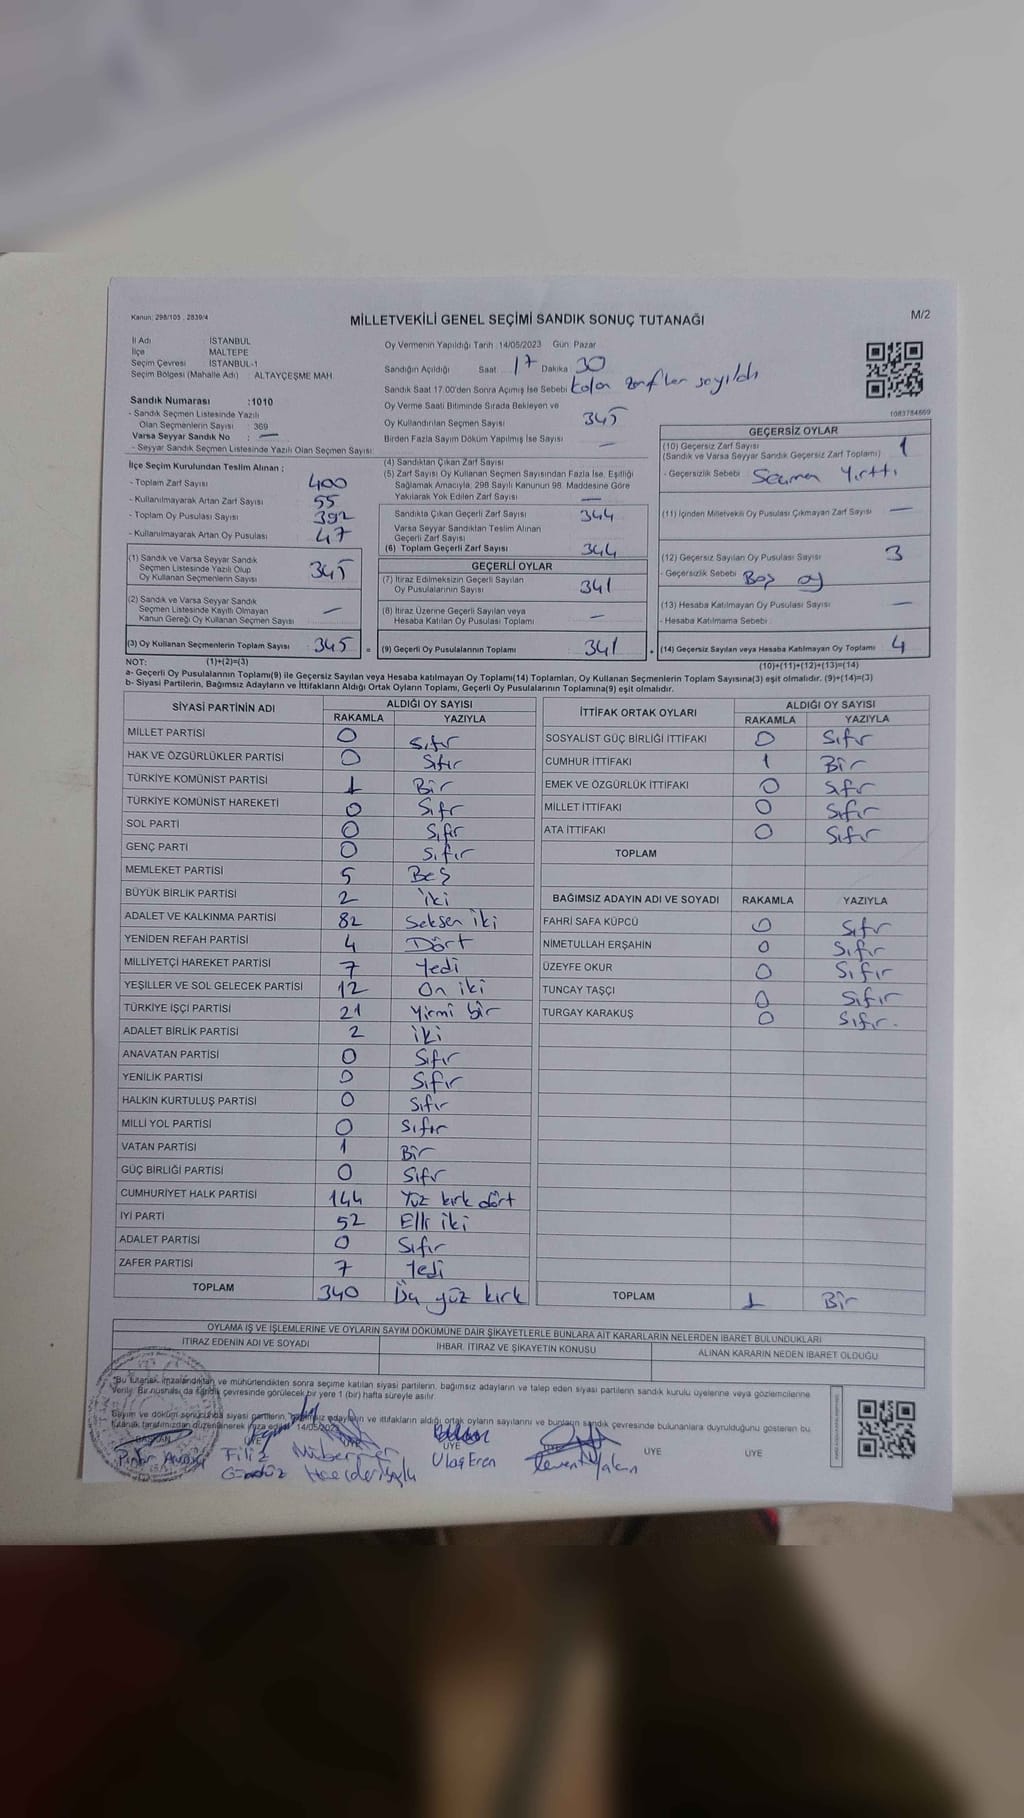 Kanun: 298/105 , 2839/4
MİLLETVEKİLİ GENEL SEÇİMİ SANDIK SONUÇ TUTANAĞI
M/2
İl Adı İSTANBUL
İlçe MALTEPE
Seçim Çevresi İSTANBUL-1
Seçim Bölgesi (Mahalle Adı) : ALTAYÇEŞME MAH.
Sandık Numarası :1010
- Sandık Seçmen Listesinde Yazılı
Olan Seçmenlerin Sayısı : 369
Varsa Seyyar Sandık No : —
- Seyyar Sandık Seçmen Listesinde Yazılı Olan Seçmen Sayısı:
Oy Vermenin Yapıldığı Tarih :14/05/2023 Gün: Pazar
Sandığın Açıldığı Saat 17 Dakika 30
Sandık Saat 17.00'den Sonra Açımış İse Sebebi kalan zarflar sayıldı
Oy Verme Saati Bitiminde Sırada Bekleyen ve
Oy Kullandırılan Seçmen Sayısı 345
Birden Fazla Sayım Döküm Yapılmış İse Sayısı —
1083784669
İlçe Seçim Kurulundan Teslim Alınan ;
- Toplam Zarf Sayısı 400
- Kullanılmayarak Artan Zarf Sayısı 55
- Toplam Oy Pusulası Sayısı 392
- Kullanılmayarak Artan Oy Pusulası 47
(1) Sandık ve Varsa Seyyar Sandık
Seçmen Listesinde Yazılı Olup
Oy Kullanan Seçmenlerin Sayısı 345
(2) Sandık ve Varsa Seyyar Sandık
Seçmen Listesinde Kayıtlı Olmayan
Kanun Gereği Oy Kullanan Seçmen Sayısı —
(3) Oy Kullanan Seçmenlerin Toplam Sayısı 345 =
(4) Sandıktan Çıkan Zarf Sayısı
(5) Zarf Sayısı Oy Kullanan Seçmen Sayısından Fazla İse, Eşitliği
Sağlamak Amacıyla, 298 Sayılı Kanunun 98. Maddesine Göre
Yakılarak Yok Edilen Zarf Sayısı —
Sandıkta Çıkan Geçerli Zarf Sayısı 344
Varsa Seyyar Sandıktan Teslim Alınan
Geçerli Zarf Sayısı
(6) Toplam Geçerli Zarf Sayısı 344
GEÇERLİ OYLAR
(7) İtiraz Edilmeksizin Geçerli Sayılan
Oy Pusulalarının Sayısı 341
(8) İtiraz Üzerine Geçerli Sayılan veya
Hesaba Katılan Oy Pusulası Toplamı —
(9) Geçerli Oy Pusulalarının Toplamı 341
GEÇERSİZ OYLAR
(10) Geçersiz Zarf Sayısı 1
(Sandık ve Varsa Seyyar Sandık Geçersiz Zarf Toplamı)
- Geçersizlik Sebebi Seçmen Yırttı
(11) İçinden Milletvekili Oy Pusulası Çıkmayan Zarf Sayısı —
(12) Geçersiz Sayılan Oy Pusulası Sayısı 3
- Geçersizlik Sebebi Boş oy
(13) Hesaba Katılmayan Oy Pusulası Sayısı —
- Hesaba Katılmama Sebebi
(14) Geçersiz Sayılan veya Hesaba Katılmayan Oy Toplamı 4
NOT: (1)+(2)=(3)
(10)+(11)+(12)+(13)=(14)
a- Geçerli Oy Pusulalarının Toplamı(9) ile Geçersiz Sayılan veya Hesaba katılmayan Oy Toplamı(14) Toplamları, Oy Kullanan Seçmenlerin Toplam Sayısına(3) eşit olmalıdır. (9)+(14)=(3)
b- Siyasi Partilerin, Bağımsız Adayların ve İttifakların Aldığı Ortak Oyların Toplamı, Geçerli Oy Pusulalarının Toplamına(9) eşit olmalıdır.
SİYASİ PARTİNİN ADI ALDIĞI OY SAYISI
RAKAMLA YAZIYLA
MİLLET PARTİSİ 0 Sıfır
HAK VE ÖZGÜRLÜKLER PARTİSİ 0 Sıfır
TÜRKİYE KOMÜNİST PARTİSİ 1 Bir
TÜRKİYE KOMÜNİST HAREKETİ 0 Sıfır
SOL PARTİ 0 Sıfır
GENÇ PARTİ 0 Sıfır
MEMLEKET PARTİSİ 5 Beş
BÜYÜK BİRLİK PARTİSİ 2 İki
ADALET VE KALKINMA PARTİSİ 82 Seksen iki
YENİDEN REFAH PARTİSİ 4 Dört
MİLLİYETÇİ HAREKET PARTİSİ 7 Yedi
YEŞİLLER VE SOL GELECEK PARTİSİ 12 On iki
TÜRKİYE İŞÇİ PARTİSİ 21 Yirmi bir
ADALET BİRLİK PARTİSİ 2 İki
ANAVATAN PARTİSİ 0 Sıfır
YENİLİK PARTİSİ 0 Sıfır
HALKIN KURTULUŞ PARTİSİ 0 Sıfır
MİLLİ YOL PARTİSİ 0 Sıfır
VATAN PARTİSİ 1 Bir
GÜÇ BİRLİĞİ PARTİSİ 0 Sıfır
CUMHURİYET HALK PARTİSİ 144 Yüz kırk dört
İYİ PARTİ 52 Elli iki
ADALET PARTİSİ 0 Sıfır
ZAFER PARTİSİ 7 Yedi
TOPLAM 340 Üç yüz kırk
İTTİFAK ORTAK OYLARI ALDIĞI OY SAYISI
RAKAMLA YAZIYLA
SOSYALİST GÜÇ BİRLİĞİ İTTİFAKI 0 Sıfır
CUMHUR İTTİFAKI 1 Bir
EMEK VE ÖZGÜRLÜK İTTİFAKI 0 Sıfır
MİLLET İTTİFAKI 0 Sıfır
ATA İTTİFAKI 0 Sıfır
TOPLAM
BAĞIMSIZ ADAYIN ADI VE SOYADI RAKAMLA YAZIYLA
FAHRİ SAFA KÜPCÜ 0 Sıfır
NİMETULLAH ERŞAHİN 0 Sıfır
ÜZEYFE OKUR 0 Sıfır
TUNCAY TAŞÇI 0 Sıfır
TURGAY KARAKUŞ 0 Sıfır.
TOPLAM 1 Bir
OYLAMA İŞ VE İŞLEMLERİNE VE OYLARIN SAYIM DÖKÜMÜNE DAİR ŞİKAYETLERLE BUNLARA AİT KARARLARIN NELERDEN İBARET BULUNDUKLARI
İTİRAZ EDENİN ADI VE SOYADI İHBAR, İTİRAZ VE ŞİKAYETİN KONUSU ALINAN KARARIN NEDEN İBARET OLDUĞU
"Bu tutanak imzalandıktan ve mühürlendikten sonra seçime katılan siyasi partilerin, bağımsız adayların ve talep eden siyasi partilerin sandık kurulu üyelerine veya gözlemcilerine
verilir. Bir nüshası da sandık çevresinde görülecek bir yere 1 (bir) hafta süreyle asılır.
Sayım ve döküm sonucunda siyasi partilerin, bağımsız adayların ve ittifakların aldığı ortak oyların sayılarını ve bunların sandık çevresinde bulunanlara duyrulduğunu gösteren bu
tutanak tarafımızdan düzenlenerek imza edildi. 14/05/2023
BAŞKAN ÜYE ÜYE ÜYE ÜYE ÜYE
Pınar Filiz Ulaş Eren Levent Yalçın